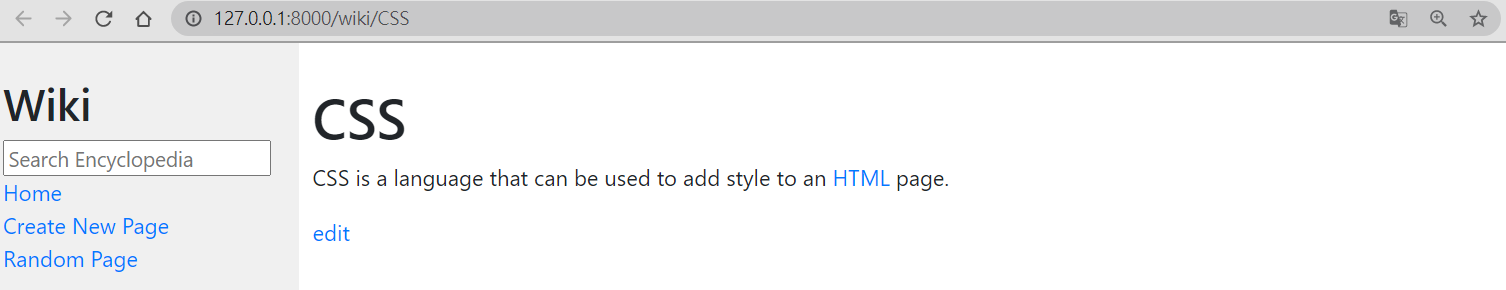 127.0.0.1:8000/wiki/CSS
Wiki
Search Encyclopedia
Home
Create New Page
Random Page
CSS
CSS is a language that can be used to add style to an HTML page.
edit